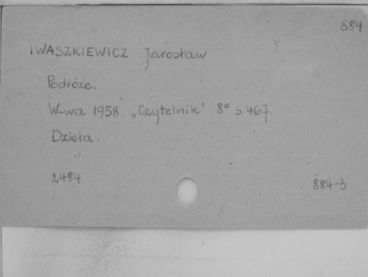 884
IWASZKIEWICZ Jarosław
Podróże.
W-wa 1958 „Czytelnik" 8° s 467.
Dzieła.
2484
884-3